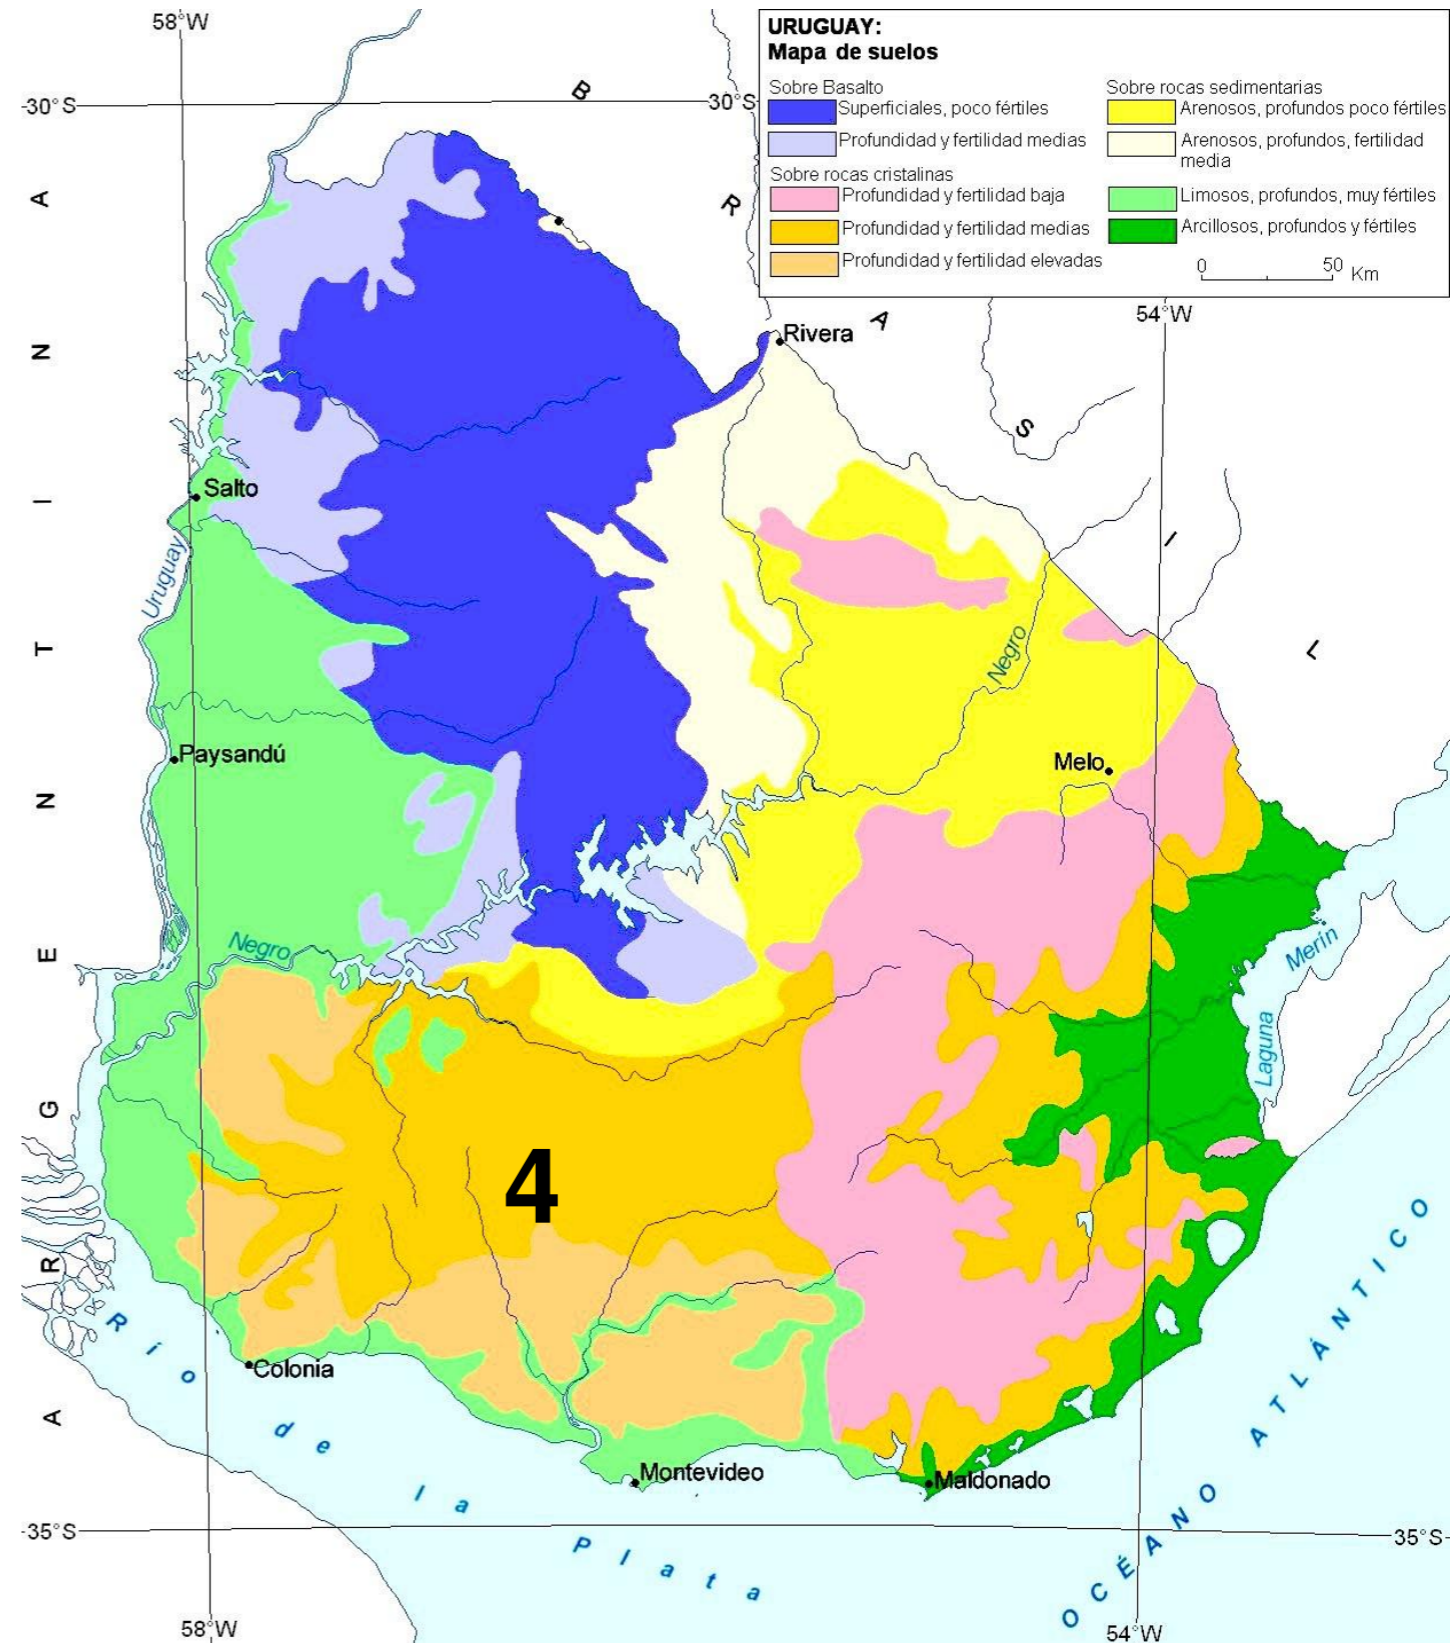 URUGUAY:
Mapa de suelos
Sobre Basalto
Superficiales, poco fértiles
Profundidad y fertilidad medias
Sobre rocas cristalinas
Profundidad y fertilidad baja
Profundidad y fertilidad medias
Profundidad y fertilidad elevadas
Sobre rocas sedimentarias
Arenosos, profundos poco fértiles
Arenosos, profundos, fertilidad
media
Limosos, profundos, muy fértiles
Arcillosos, profundos y fértiles
0 50 Km
58°W
-30°S
30°S
54°W
BRASIL
ARGENTINA
Rivera
Salto
Uruguay
Negro
Paysandú
Melo
Negro
Laguna Merín
4
Colonia
Montevideo
Maldonado
Río de la Plata
OCÉANO ATLÁNTICO
-35°S
35°S
58°W
54°W